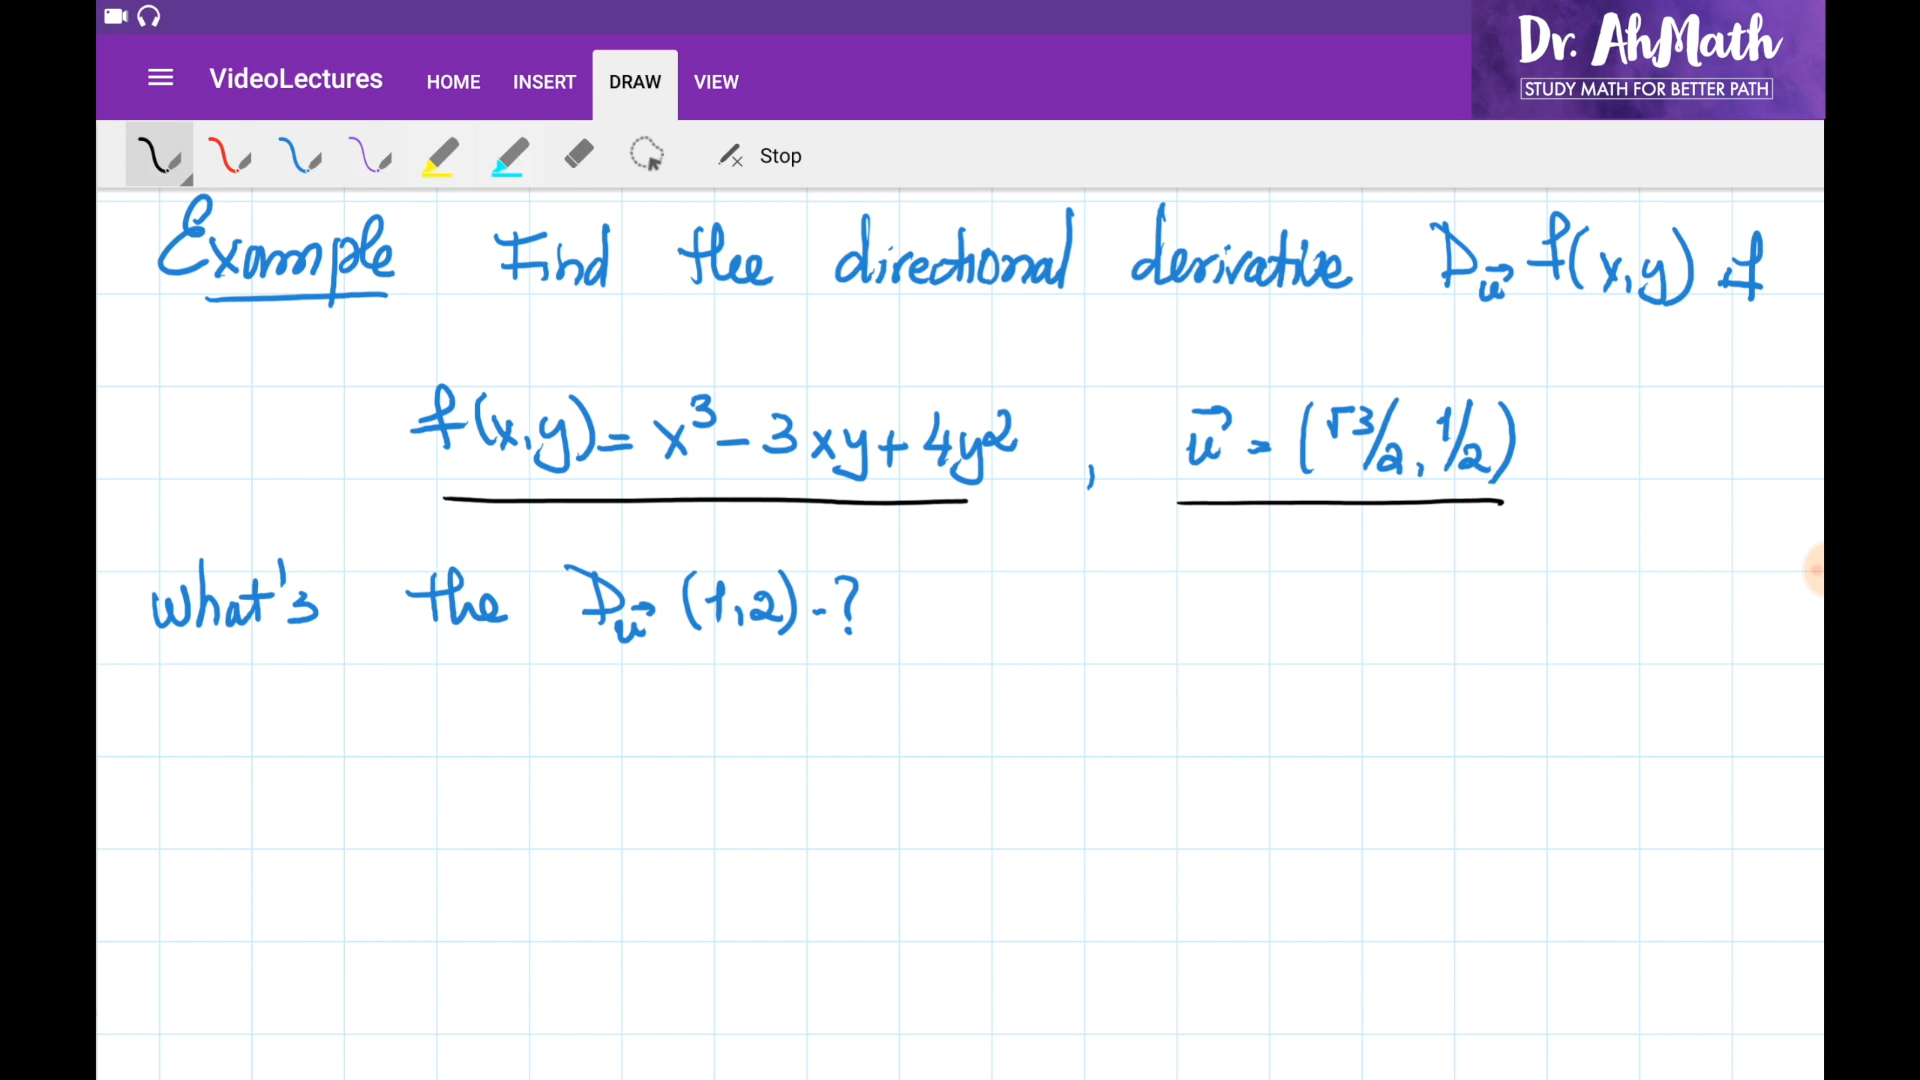 Dr. AhMath
STUDY MATH FOR BETTER PATH
VideoLectures HOME INSERT DRAW VIEW
Stop
Example Find the directional derivative D_u⃗ f(x,y) if
f(x,y) = x³ - 3xy + 4y² , u⃗ = (√3/2, 1/2)
what's the D_u⃗ (1,2) - ?